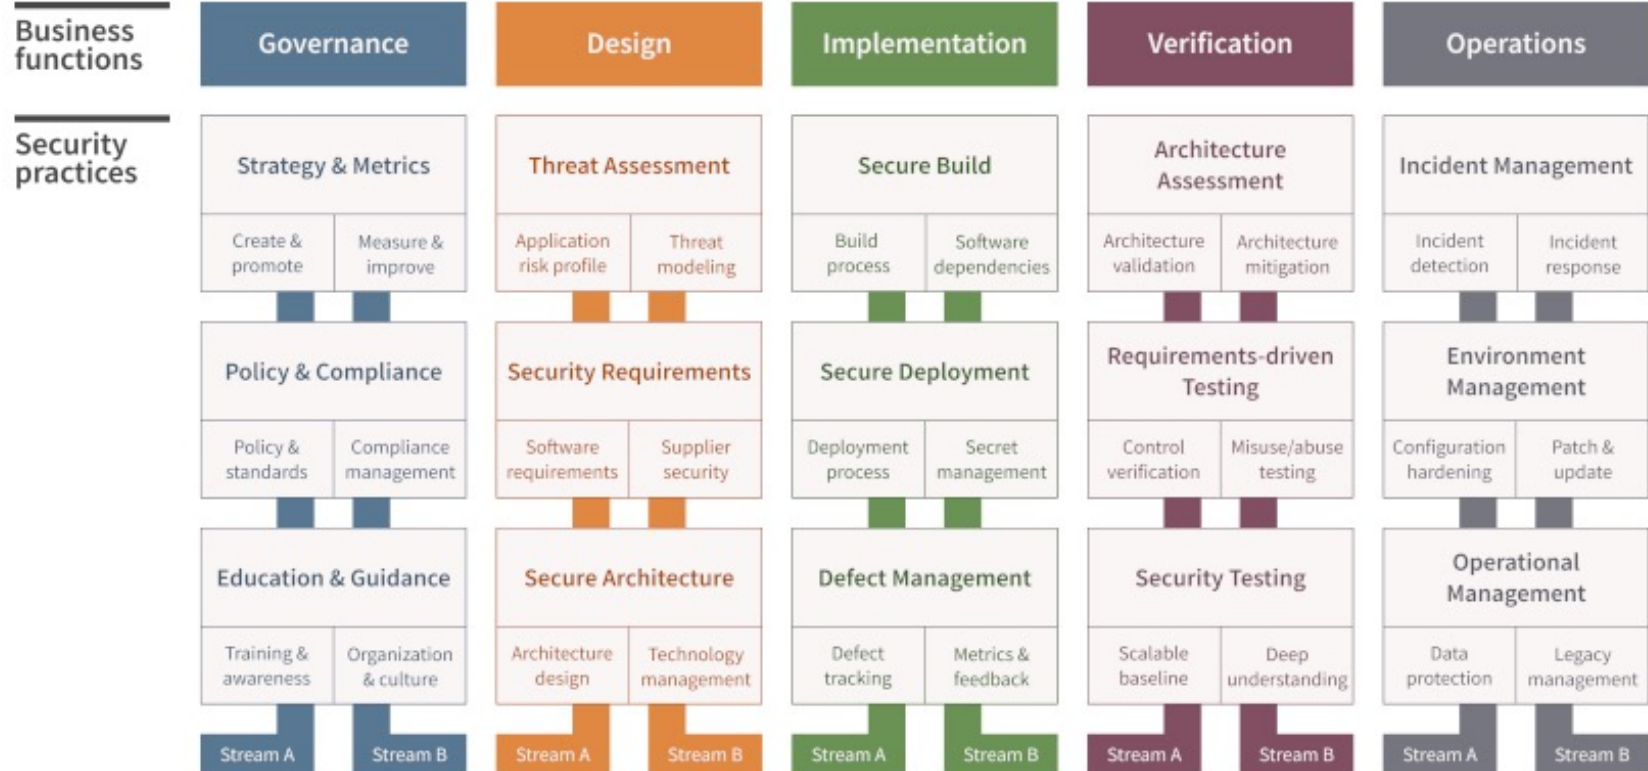 Business
functions
Governance
Design
Implementation
Verification
Operations
Security
practices
Strategy & Metrics
Threat Assessment
Secure Build
Architecture
Assessment
Incident Management
Create &
promote
Measure &
improve
Application
risk profile
Threat
modeling
Build
process
Software
dependencies
Architecture
validation
Architecture
mitigation
Incident
detection
Incident
response
Policy & Compliance
Security Requirements
Secure Deployment
Requirements-driven
Testing
Environment
Management
Policy &
standards
Compliance
management
Software
requirements
Supplier
security
Deployment
process
Secret
management
Control
verification
Misuse/abuse
testing
Configuration
hardening
Patch &
update
Education & Guidance
Secure Architecture
Defect Management
Security Testing
Operational
Management
Training &
awareness
Organization
& culture
Architecture
design
Technology
management
Defect
tracking
Metrics &
feedback
Scalable
baseline
Deep
understanding
Data
protection
Legacy
management
Stream A
Stream B
Stream A
Stream B
Stream A
Stream B
Stream A
Stream B
Stream A
Stream B